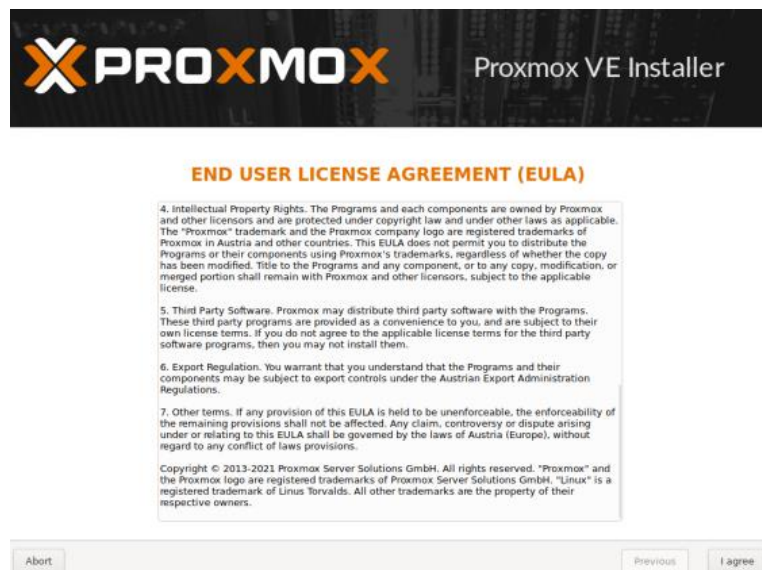 PROXMOX
Proxmox VE Installer
END USER LICENSE AGREEMENT (EULA)
4. Intellectual Property Rights. The Programs and each components are owned by Proxmox
and other licensors and are protected under copyright law and under other laws as applicable.
The "Proxmox" trademark and the Proxmox company logo are registered trademarks of
Proxmox in Austria and other countries. This EULA does not permit you to distribute the
Programs or their components using Proxmox's trademarks, regardless of whether the copy
has been modified. Title to the Programs and any component, or to any copy, modification, or
merged portion shall remain with Proxmox and other licensors, subject to the applicable
license.
5. Third Party Software. Proxmox may distribute third party software with the Programs.
These third party programs are provided as a convenience to you, and are subject to their
own license terms. If you do not agree to the applicable license terms for the third party
software programs, then you may not install them.
6. Export Regulation. You warrant that you understand that the Programs and their
components may be subject to export controls under the Austrian Export Administration
Regulations.
7. Other terms. If any provision of this EULA is held to be unenforceable, the enforceability of
the remaining provisions shall not be affected. Any claim, controversy or dispute arising
under or relating to this EULA shall be governed by the laws of Austria (Europe), without
regard to any conflict of laws provisions.
Copyright © 2013-2021 Proxmox Server Solutions GmbH. All rights reserved. "Proxmox" and
the Proxmox logo are registered trademarks of Proxmox Server Solutions GmbH. "Linux" is a
registered trademark of Linus Torvalds. All other trademarks are the property of their
respective owners.
Abort
Previous
I agree